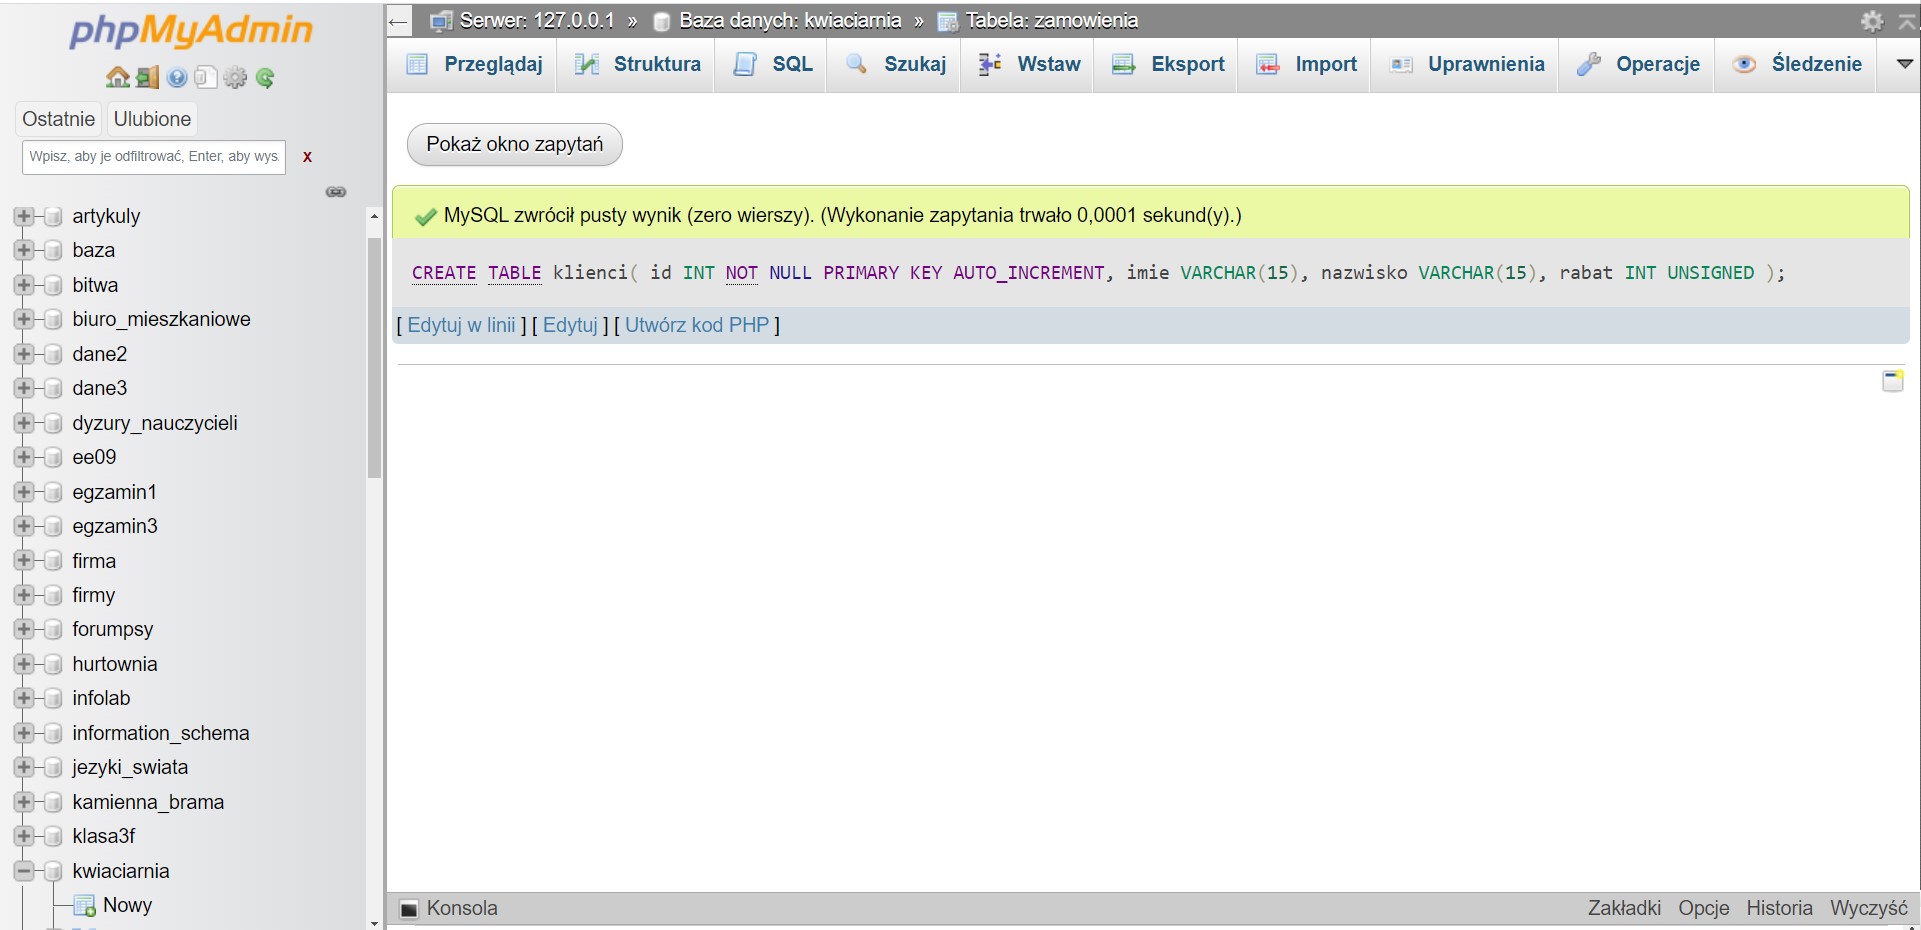 phpMyAdmin
Ostatnie Ulubione
Wpisz, aby je odfiltrować, Enter, aby wys. X
artykuly
baza
bitwa
biuro_mieszkaniowe
dane2
dane3
dyzury_nauczycieli
ee09
egzamin1
egzamin3
firma
firmy
forumpsy
hurtownia
infolab
information_schema
jezyki_swiata
kamienna_brama
klasa3f
kwiaciarnia
Nowy
Serwer: 127.0.0.1 » Baza danych: kwiaciarnia » Tabela: zamowienia
Przeglądaj Struktura SQL Szukaj Wstaw Eksport Import Uprawnienia Operacje Śledzenie
Pokaż okno zapytań
MySQL zwrócił pusty wynik (zero wierszy). (Wykonanie zapytania trwało 0,0001 sekund(y).)
CREATE TABLE klienci( id INT NOT NULL PRIMARY KEY AUTO_INCREMENT, imie VARCHAR(15), nazwisko VARCHAR(15), rabat INT UNSIGNED );
[ Edytuj w linii ] [ Edytuj ] [ Utwórz kod PHP ]
Konsola Zakładki Opcje Historia Wyczyść